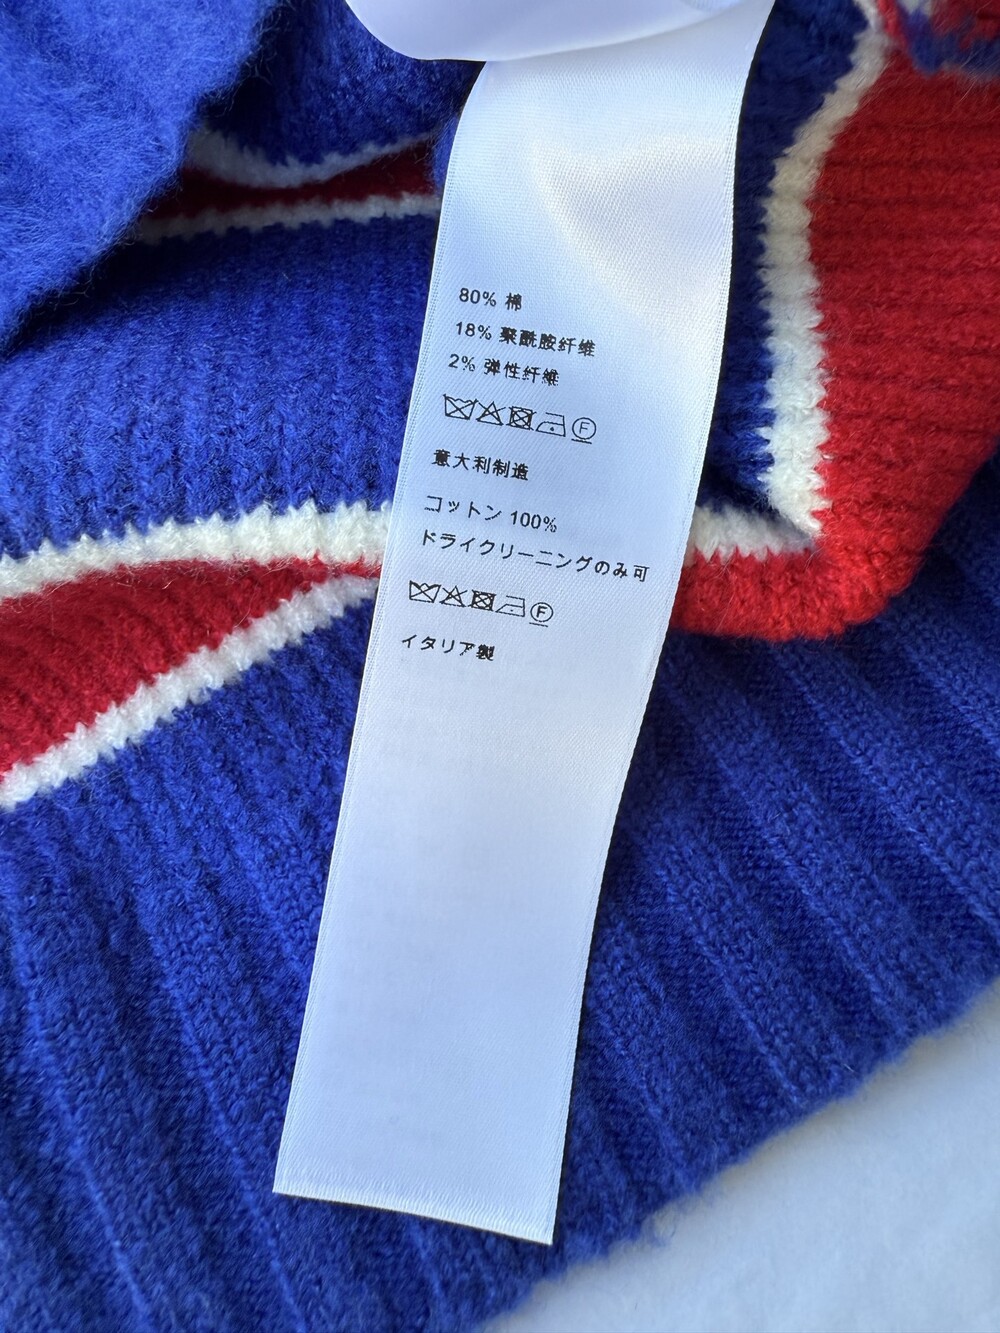 80% 棉
18% 聚酰胺纤维
2% 弹性纤维
F
意大利制造
コットン 100%
ドライクリーニングのみ可
F
イタリア製